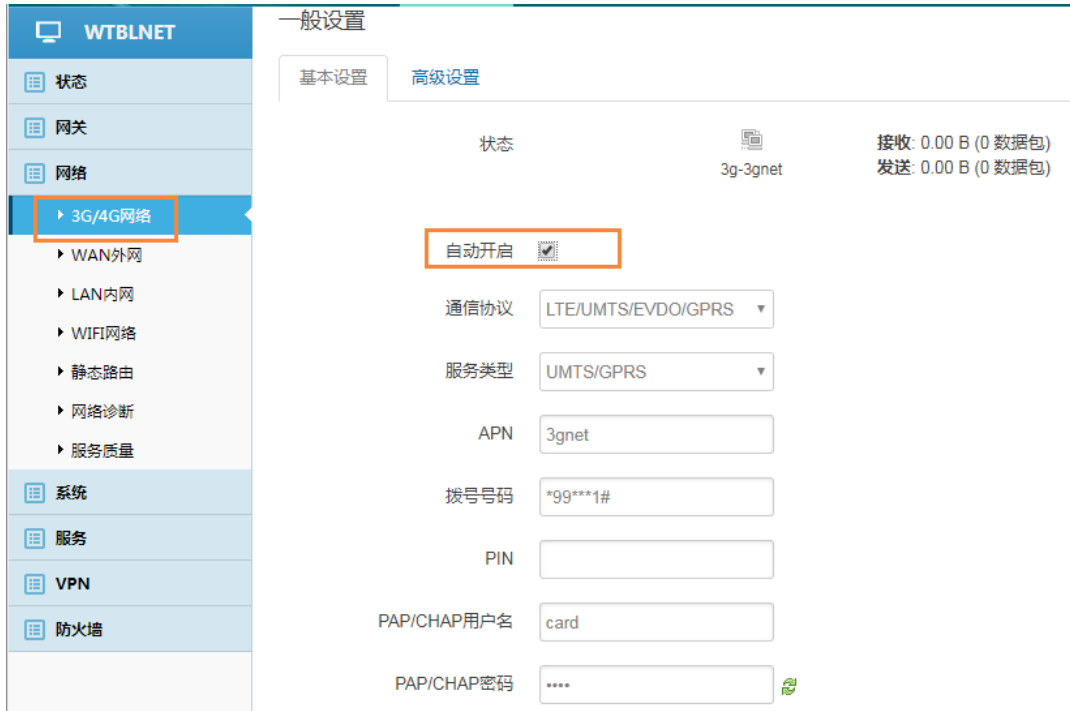 WTBLNET
状态
网关
网络
3G/4G网络
WAN外网
LAN内网
WIFI网络
静态路由
网络诊断
服务质量
系统
服务
VPN
防火墙
一般设置
基本设置 高级设置
状态
3g-3gnet
接收: 0.00 B (0 数据包)
发送: 0.00 B (0 数据包)
自动开启
通信协议 LTE/UMTS/EVDO/GPRS
服务类型 UMTS/GPRS
APN 3gnet
拨号号码 *99***1#
PIN
PAP/CHAP用户名 card
PAP/CHAP密码 ••••